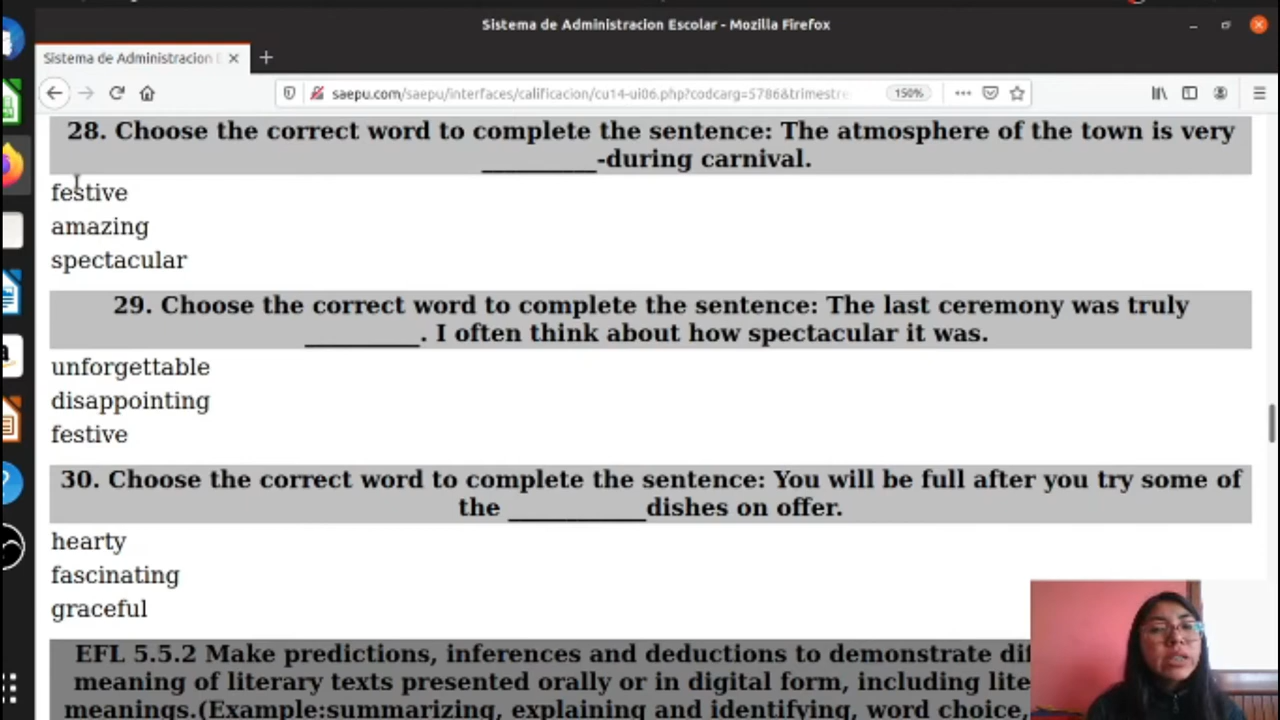 Sistema de Administracion Escolar - Mozilla Firefox
Sistema de Administracion E
saepu.com/saepu/interfaces/calificacion/cu14-ui06.php?codcarg=5786&trimestre
150%
28. Choose the correct word to complete the sentence: The atmosphere of the town is very
__________-during carnival.
festive
amazing
spectacular
29. Choose the correct word to complete the sentence: The last ceremony was truly
__________. I often think about how spectacular it was.
unforgettable
disappointing
festive
30. Choose the correct word to complete the sentence: You will be full after you try some of
the ____________dishes on offer.
hearty
fascinating
graceful
EFL 5.5.2 Make predictions, inferences and deductions to demonstrate dif
meaning of literary texts presented orally or in digital form, including lite
meanings.(Example:summarizing, explaining and identifying, word choice,